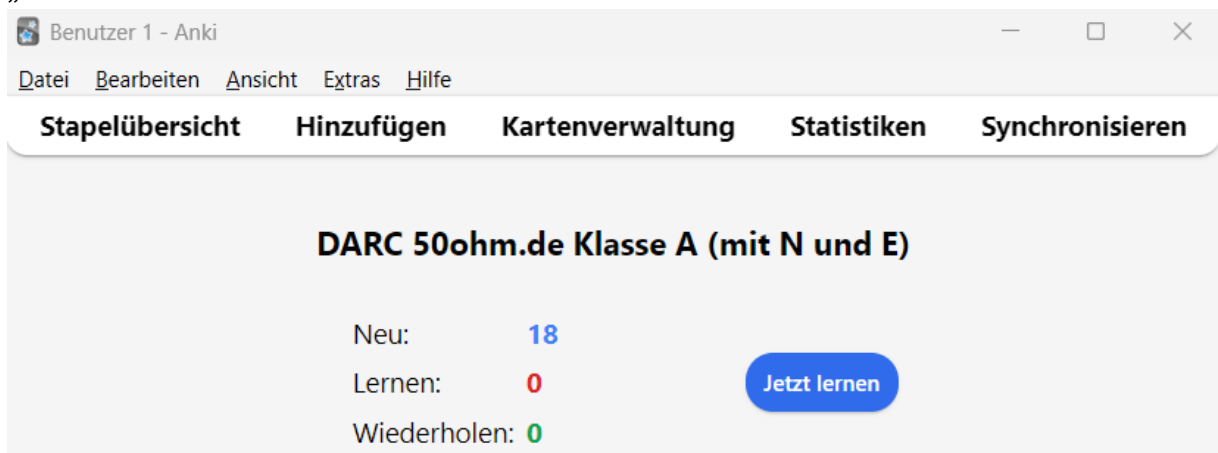 „
Benutzer 1 - Anki
Datei Bearbeiten Ansicht Extras Hilfe
Stapelübersicht Hinzufügen Kartenverwaltung Statistiken Synchronisieren
DARC 50ohm.de Klasse A (mit N und E)
Neu: 18
Lernen: 0 Jetzt lernen
Wiederholen: 0